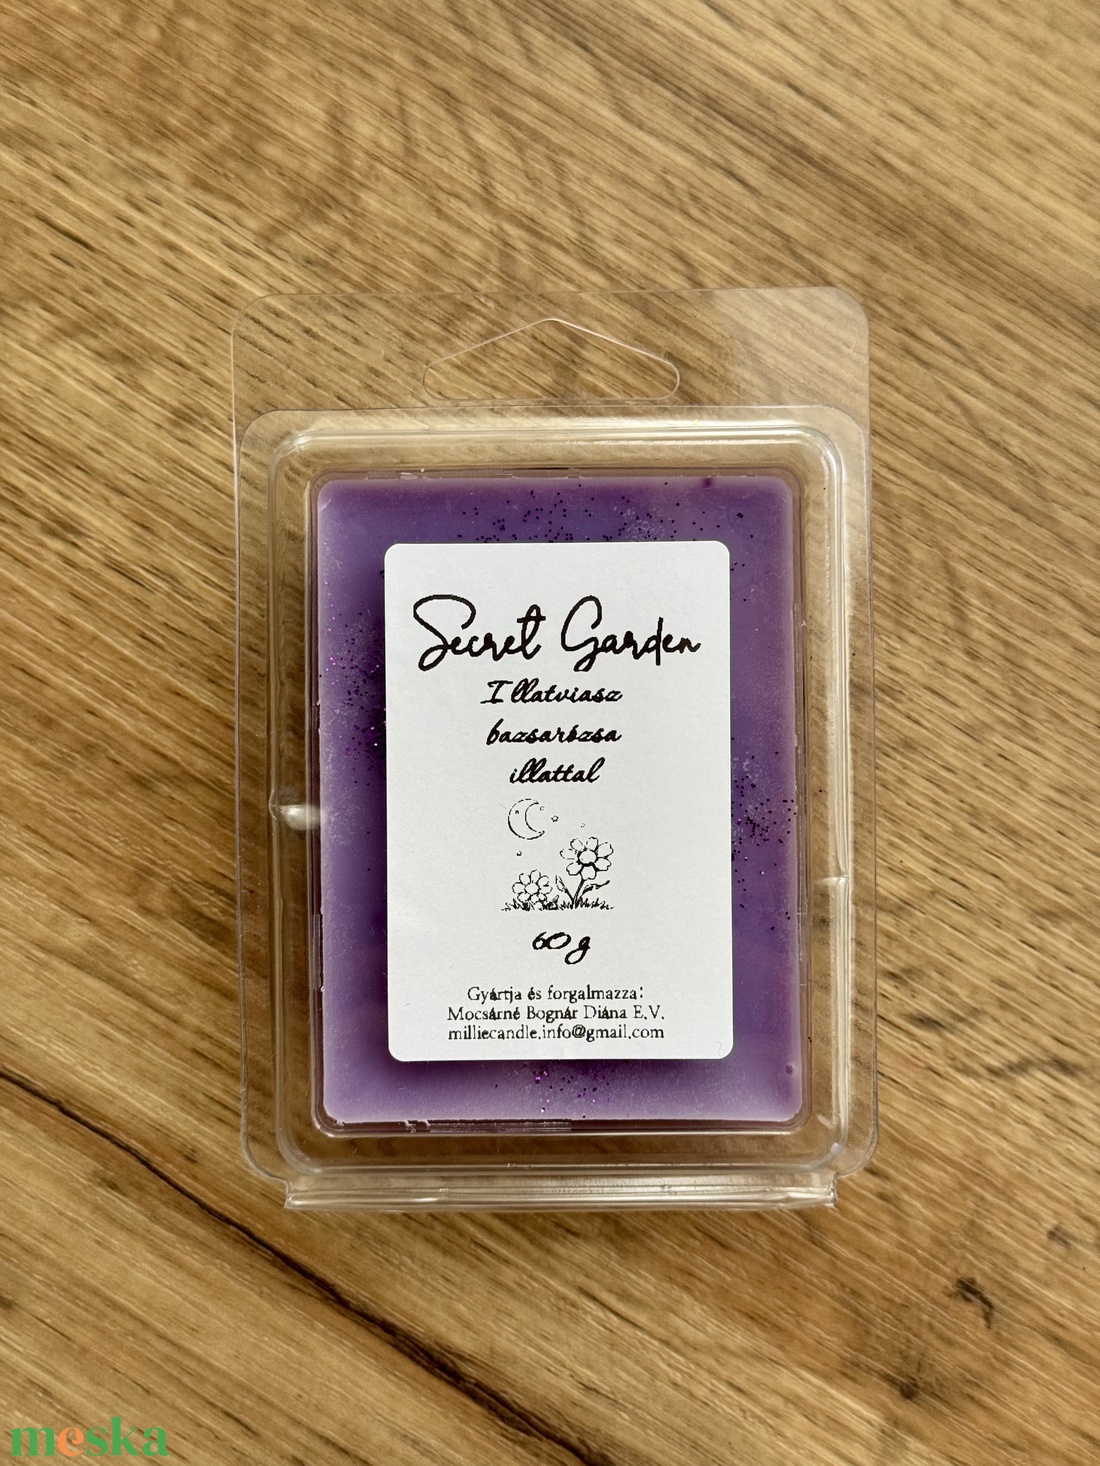 Secret Garden
Illatviasz
bazsarózsa
illattal
60 g
Gyártja és forgalmazza:
Mocsárné Bognár Diána E.V.
milliecandle.info@gmail.com
meska